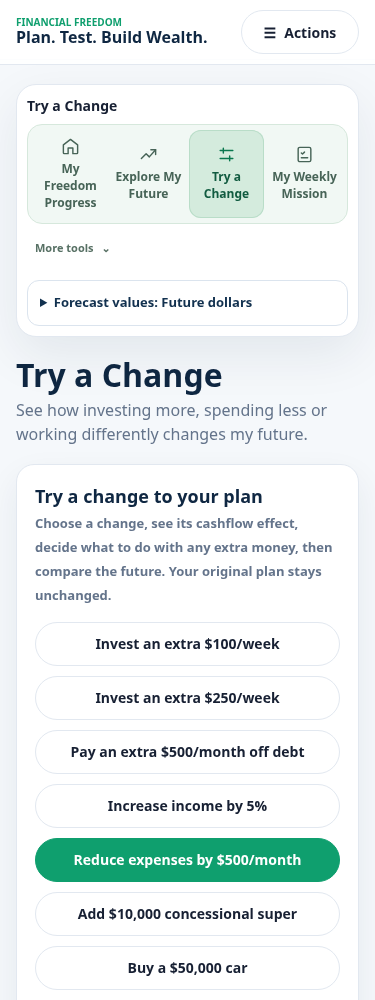 FINANCIAL FREEDOM
Plan. Test. Build Wealth.
☰ Actions
Try a Change
My
Freedom
Progress
Explore My
Future
Try a
Change
My Weekly
Mission
More tools ⌄
▶ Forecast values: Future dollars
Try a Change
See how investing more, spending less or
working differently changes my future.
Try a change to your plan
Choose a change, see its cashflow effect,
decide what to do with any extra money, then
compare the future. Your original plan stays
unchanged.
Invest an extra $100/week
Invest an extra $250/week
Pay an extra $500/month off debt
Increase income by 5%
Reduce expenses by $500/month
Add $10,000 concessional super
Buy a $50,000 car